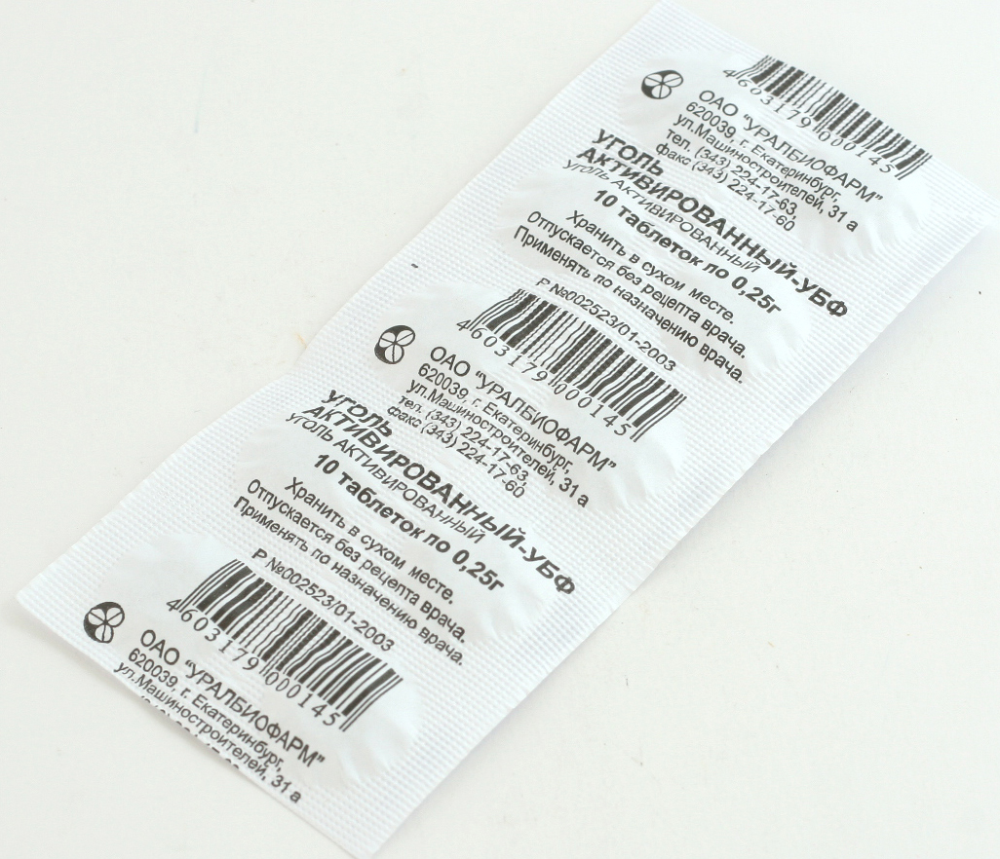 4603179000145
ОАО "УРАЛБИОФАРМ"
620039, г. Екатеринбург,
ул.Машиностроителей, 31 а
тел. (343) 224-17-63,
факс (343) 224-17-60
УГОЛЬ
АКТИВИРОВАННЫЙ-УБФ
УГОЛЬ АКТИВИРОВАННЫЙ
10 таблеток по 0,25г
Хранить в сухом месте.
Отпускается без рецепта врача.
Применять по назначению врача.
Р №002523/01-2003
4603179000145
ОАО "УРАЛБИОФАРМ"
620039, г. Екатеринбург,
ул.Машиностроителей, 31 а
тел. (343) 224-17-63,
факс (343) 224-17-60
УГОЛЬ
АКТИВИРОВАННЫЙ-УБФ
УГОЛЬ АКТИВИРОВАННЫЙ
10 таблеток по 0,25г
Хранить в сухом месте.
Отпускается без рецепта врача.
Применять по назначению врача.
Р №002523/01-2003
4603179000145
ОАО "УРАЛБИОФАРМ"
620039, г. Екатеринбург,
ул.Машиностроителей, 31 а